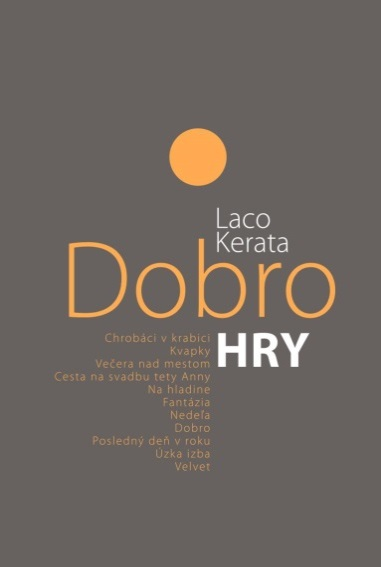 Laco
Kerata
Dobro
HRY
Chrobáci v krabici
Kvapky
Večera nad mestom
Cesta na svadbu tety Anny
Na hladine
Fantázia
Nedeľa
Dobro
Posledný deň v roku
Úzka izba
Velvet